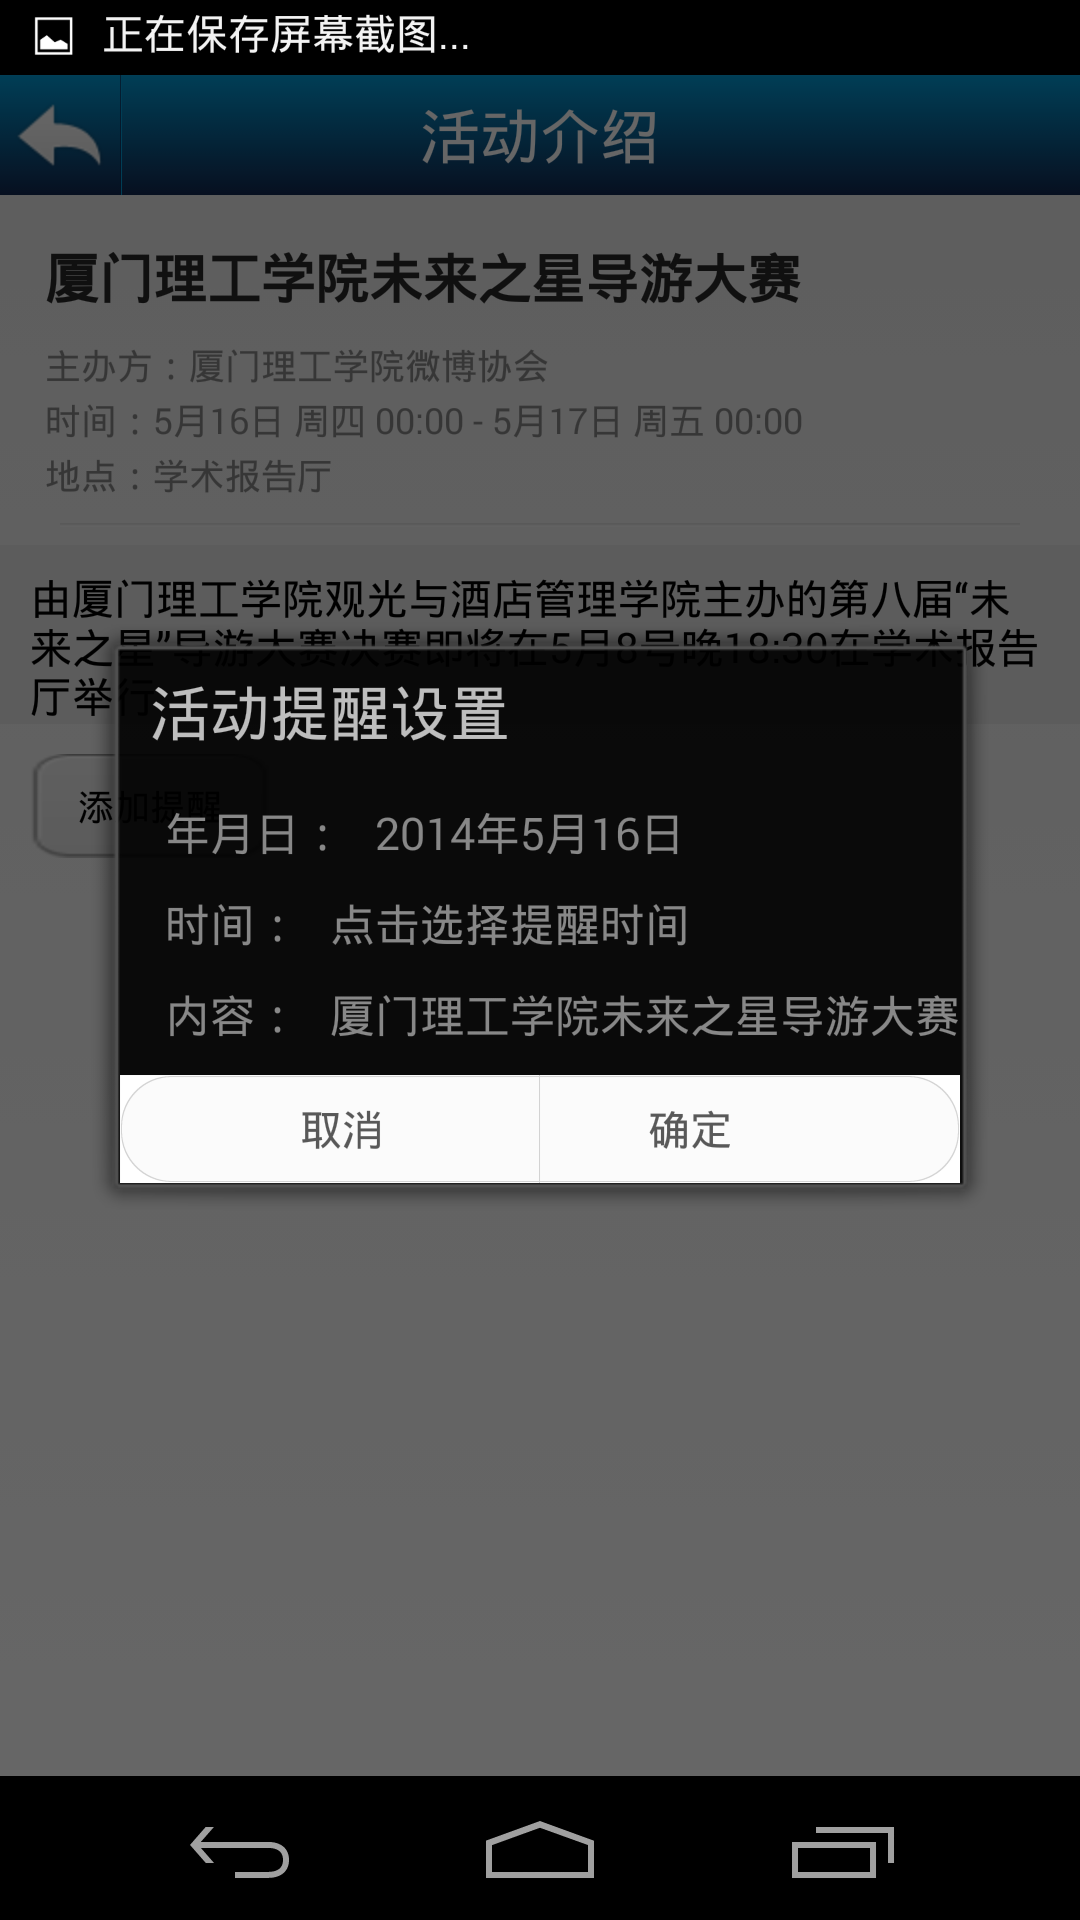 正在保存屏幕截图...
活动介绍
厦门理工学院未来之星导游大赛
主办方：厦门理工学院微博协会
时间：5月16日 周四 00:00 - 5月17日 周五 00:00
地点：学术报告厅
由厦门理工学院观光与酒店管理学院主办的第八届“未
来之星”导游大赛决赛即将在5月8号晚18:30在学术报告
厅举行
活动提醒设置
添加提醒
年月日： 2014年5月16日
时间： 点击选择提醒时间
内容： 厦门理工学院未来之星导游大赛
取消 确定